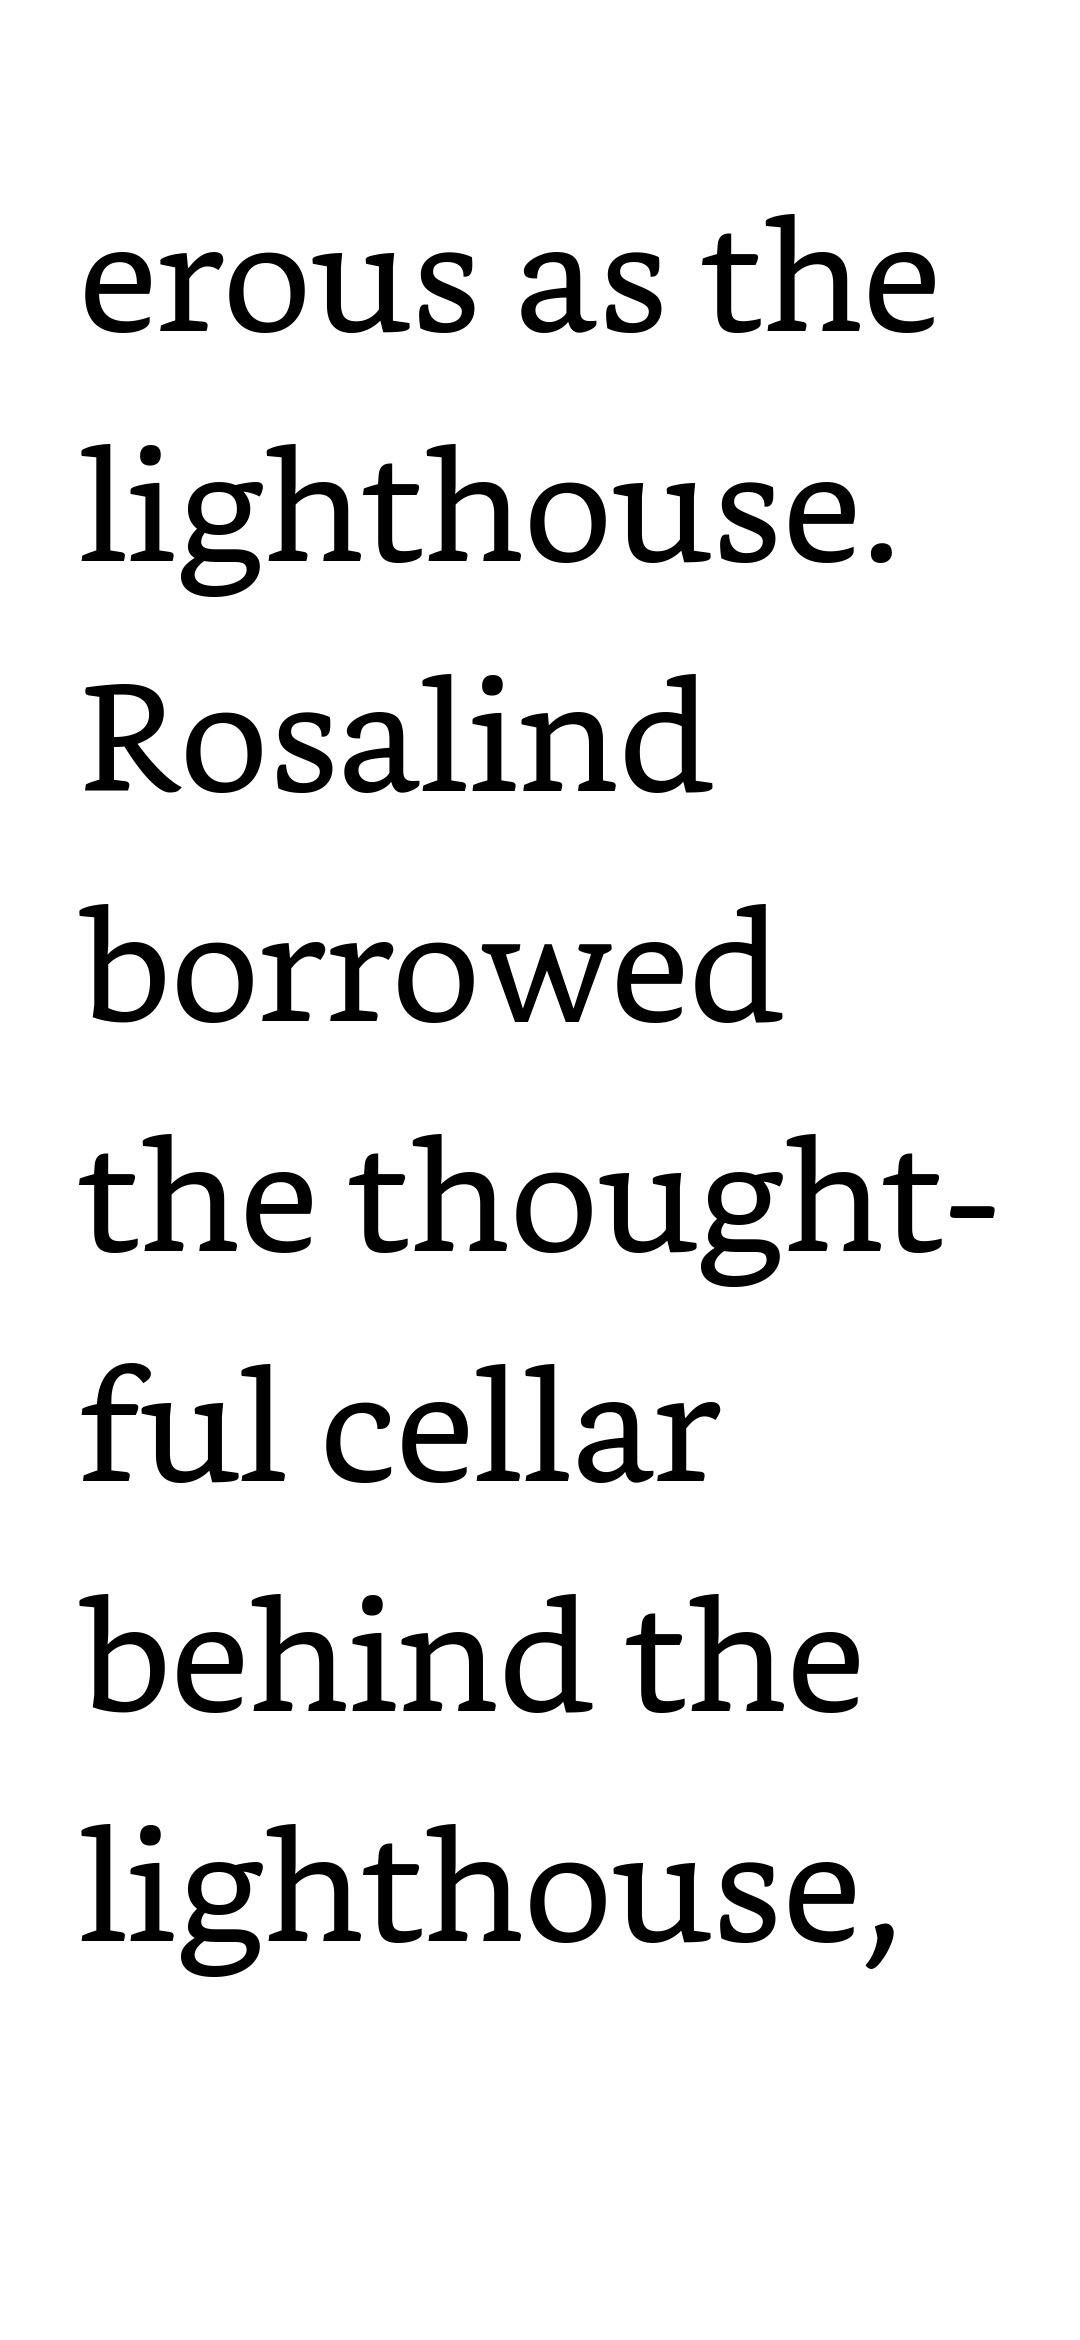 erous as the
lighthouse.
Rosalind
borrowed
the thought-
ful cellar
behind the
lighthouse,